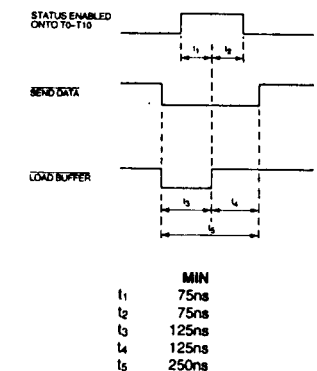 STATUS ENABLED
ONTO T0-T10
t1 t2
SEND DATA
LOAD BUFFER
t3 t4
t5
MIN
t1 75ns
t2 75ns
t3 125ns
t4 125ns
t5 250ns